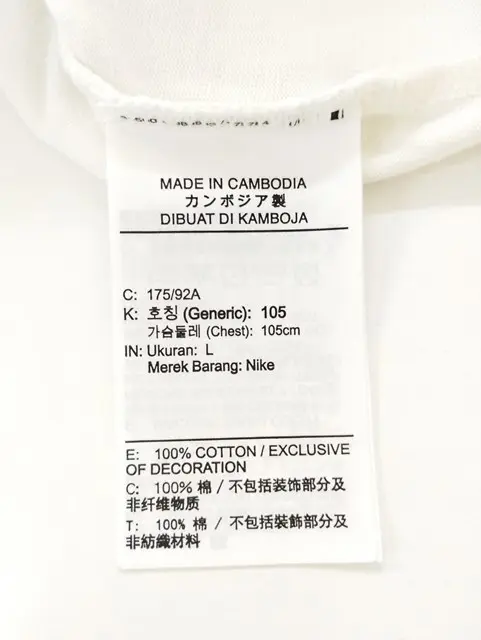 MADE IN CAMBODIA
カンボジア製
DIBUAT DI KAMBOJA
C: 175/92A
K: 호칭 (Generic): 105
가슴둘레 (Chest): 105cm
IN: Ukuran: L
Merek Barang: Nike
E: 100% COTTON / EXCLUSIVE
OF DECORATION
C: 100% 棉 / 不包括装饰部分及
非纤维物质
T: 100% 棉 / 不包括裝飾部分及
非紡織材料